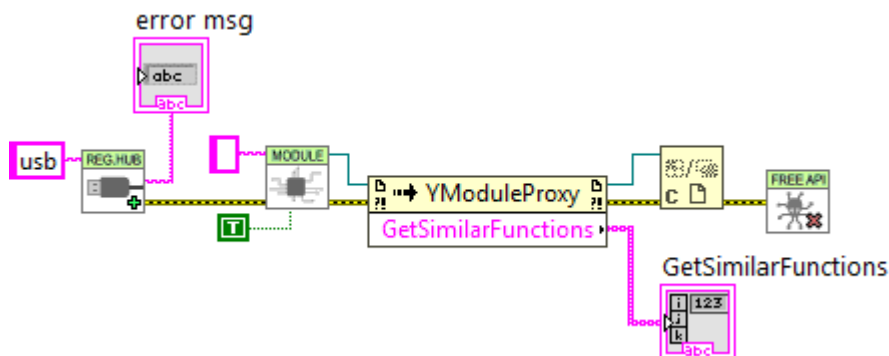 error msg
abc
abc
usb
REG.HUB
MODULE
T
?!
YModuleProxy
?!
GetSimilarFunctions
C
FREE API
GetSimilarFunctions
i
123
j
k
abc